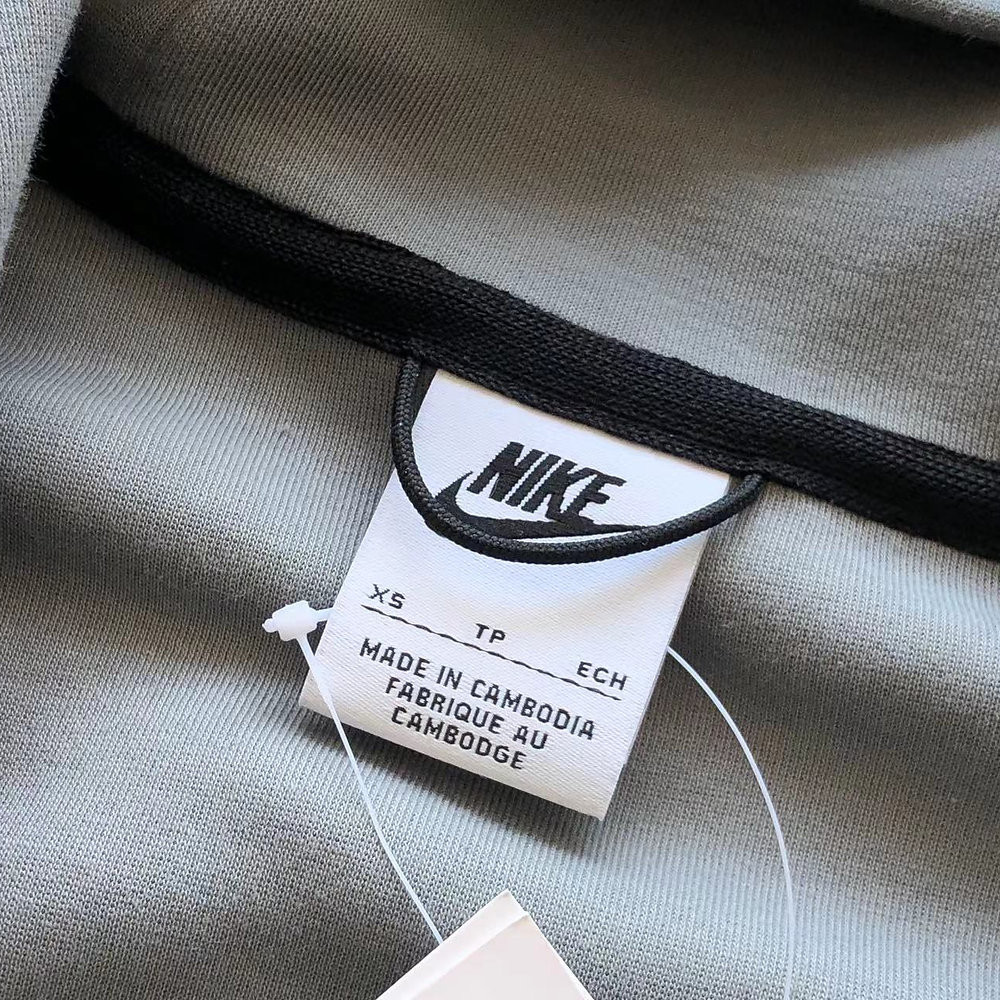 NIKE
XS
TP
ECH
MADE IN CAMBODIA
FABRIQUE AU
CAMBODGE